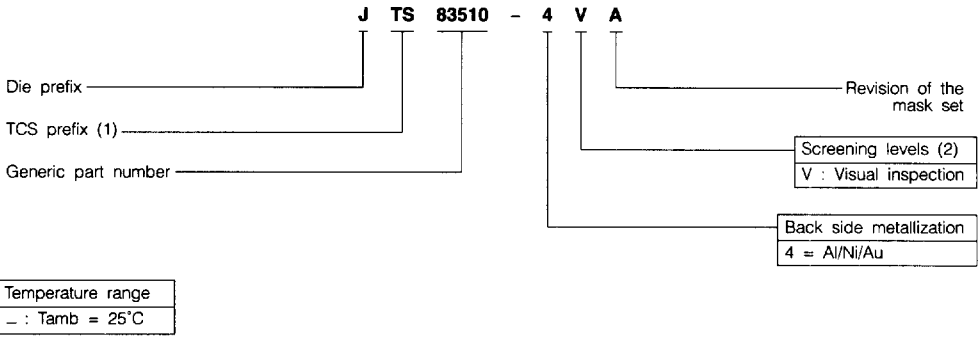 J TS 83510 - 4 V A
Die prefix
Revision of the
mask set
TCS prefix (1)
Screening levels (2)
Generic part number
V : Visual inspection
Back side metallization
4 = Al/Ni/Au
Temperature range
_ : Tamb = 25°C